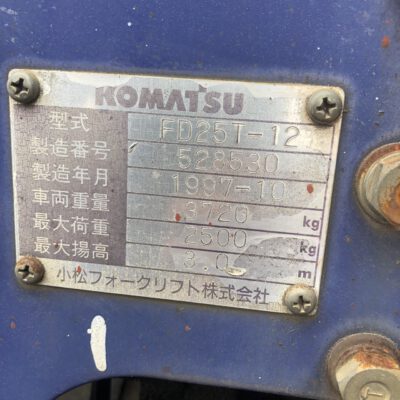 KOMATSU
型式 FD25T-12
製造番号 528530
製造年月 1997-10
車両重量 3720 kg
最大荷重 2500 kg
最大揚高 3.0 m
小松フォークリフト株式会社